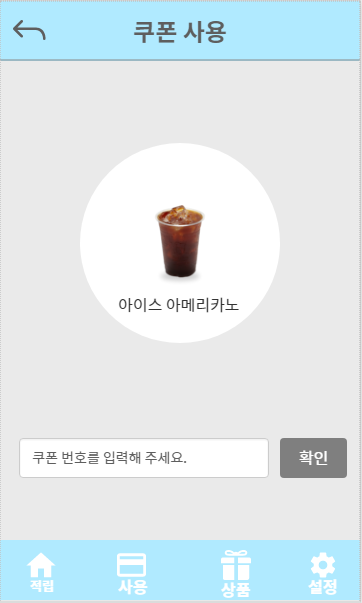 쿠폰 사용
아이스 아메리카노
쿠폰 번호를 입력해 주세요.
확인
적립
사용
상품
설정